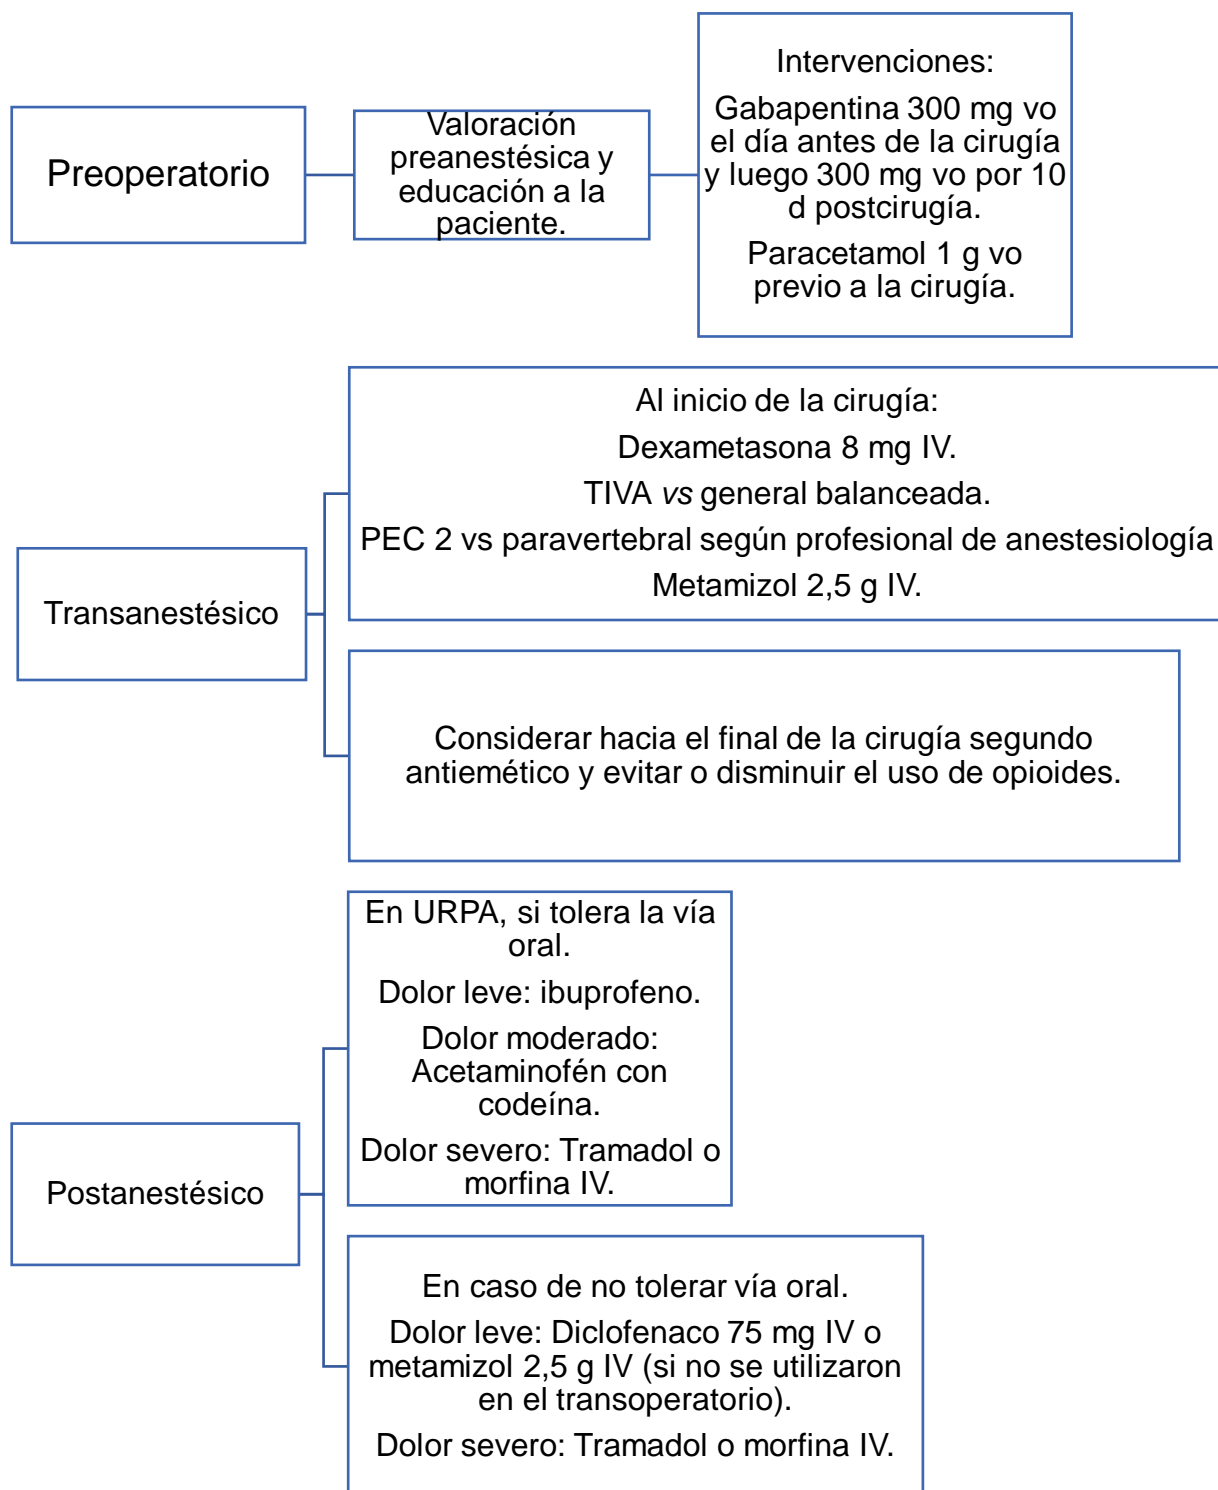 Preoperatorio
Valoración
preanestésica y
educación a la
paciente.
Intervenciones:
Gabapentina 300 mg vo
el día antes de la cirugía
y luego 300 mg vo por 10
d postcirugía.
Paracetamol 1 g vo
previo a la cirugía.
Transanestésico
Al inicio de la cirugía:
Dexametasona 8 mg IV.
TIVA vs general balanceada.
PEC 2 vs paravertebral según profesional de anestesiología
Metamizol 2,5 g IV.
Considerar hacia el final de la cirugía segundo
antiemético y evitar o disminuir el uso de opioides.
Postanestésico
En URPA, si tolera la vía
oral.
Dolor leve: ibuprofeno.
Dolor moderado:
Acetaminofén con
codeína.
Dolor severo: Tramadol o
morfina IV.
En caso de no tolerar vía oral.
Dolor leve: Diclofenaco 75 mg IV o
metamizol 2,5 g IV (si no se utilizaron
en el transoperatorio).
Dolor severo: Tramadol o morfina IV.